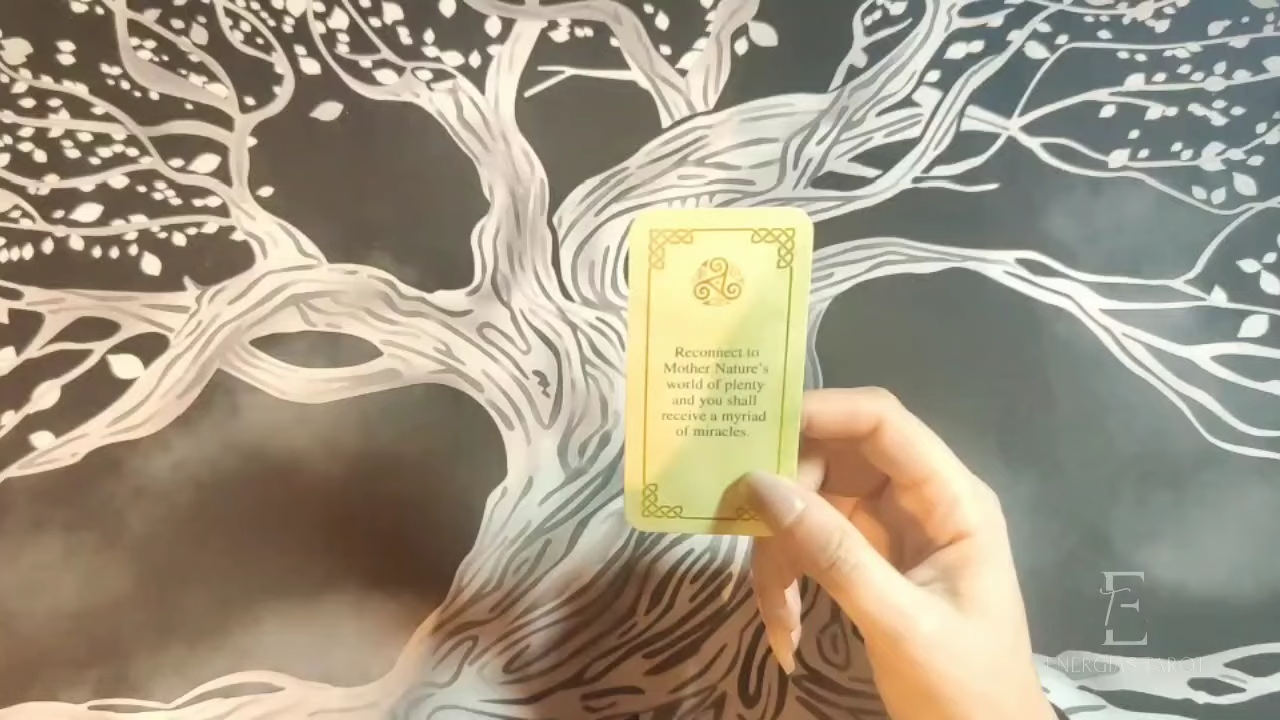 Reconnect to
Mother Nature's
world of plenty
and you shall
receive a myriad
of miracles.
E
ENERGIAS TAROT